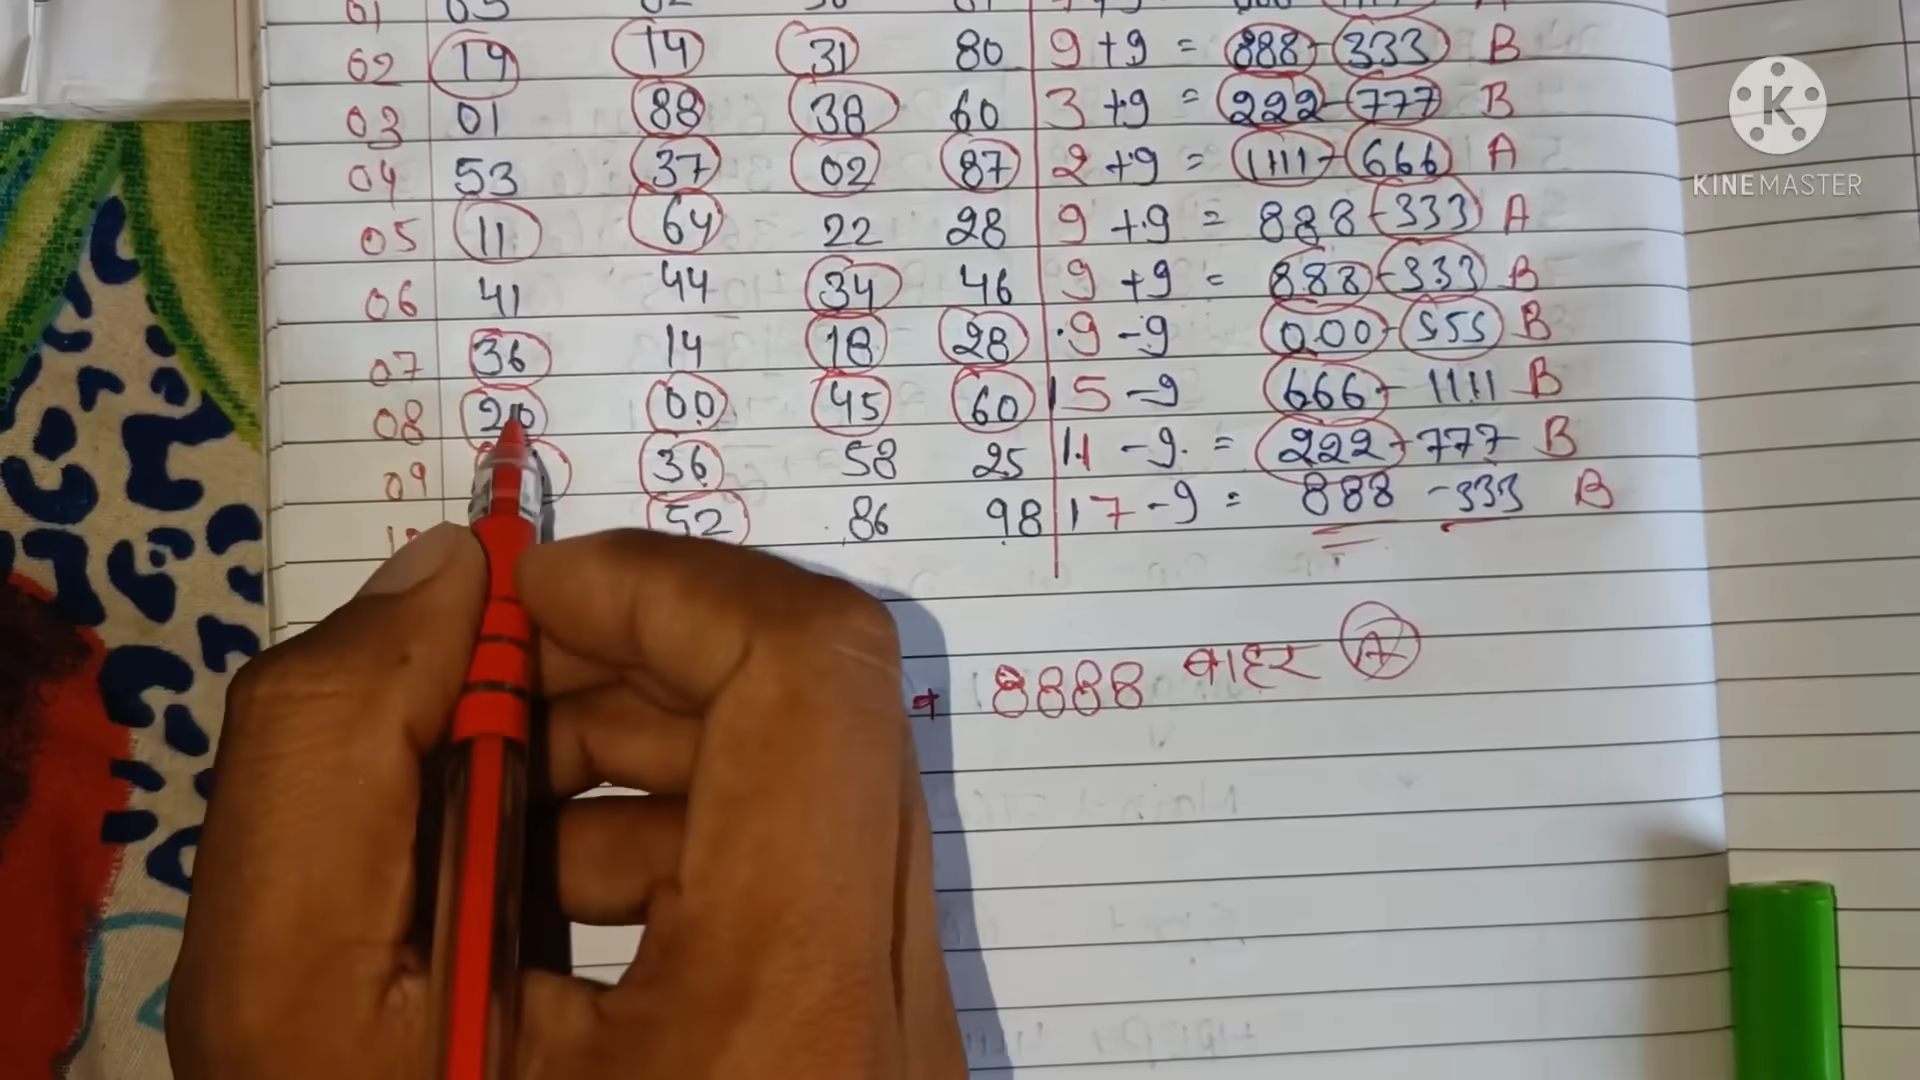 02 19 14 31 80 9 +9 = 888-333 B
03 01 88 38 60 3 +9 = 222-777 B
04 53 37 02 87 2 +9 = 1111-666 A
05 11 64 22 28 9 +9 = 888-333 A
06 41 44 34 46 9 +9 = 888-333 B
07 36 14 18 28 9 -9 000-555 B
08 20 00 45 60 15 -9 666-1111 B
09 36 58 25 11 -9 = 222-777 B
52 86 98 17 -9 = 888 -333 B
8888 बाहर A
KINEMASTER